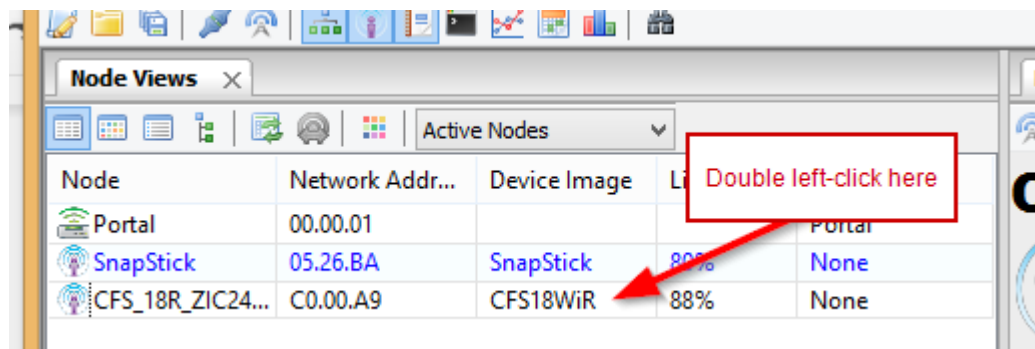 Node Views
Active Nodes
Node Network Addr... Device Image Li
Double left-click here
Portal 00.00.01 Portal
SnapStick 05.26.BA SnapStick 80% None
CFS_18R_ZIC24... C0.00.A9 CFS18WiR 88% None